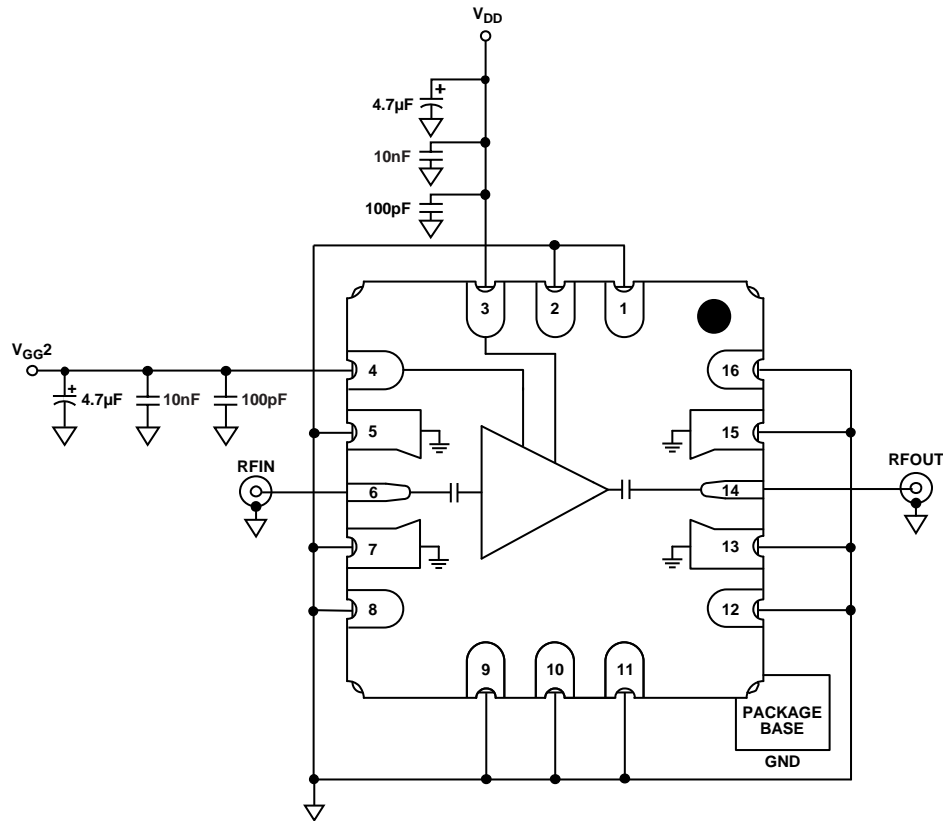 VDD
4.7µF
+
10nF
100pF
3
2
1
VGG2
4
16
+
4.7µF
10nF
100pF
5
15
RFIN
RFOUT
6
14
7
13
8
12
9
10
11
PACKAGE
BASE
GND